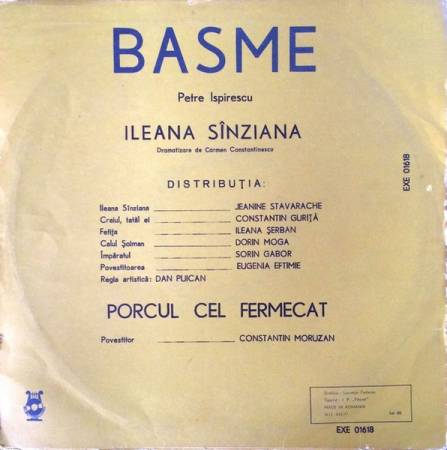 BASME
Petre Ispirescu
ILEANA SÎNZIANA
Dramatizare de Carmen Constantinescu
DISTRIBUȚIA:
Ileana Sînziana JEANINE STAVARACHE
Craiul, tatăl ei CONSTANTIN GURIȚĂ
Fetița ILEANA ȘERBAN
Calul Șolman DORIN MOGA
Împăratul SORIN GABOR
Povestitoarea EUGENIA EFTIMIE
Regia artistică: DAN PUICAN
EXE 01618
PORCUL CEL FERMECAT
Povestitor CONSTANTIN MORUZAN
MADE IN ROMANIA
EXE 01618